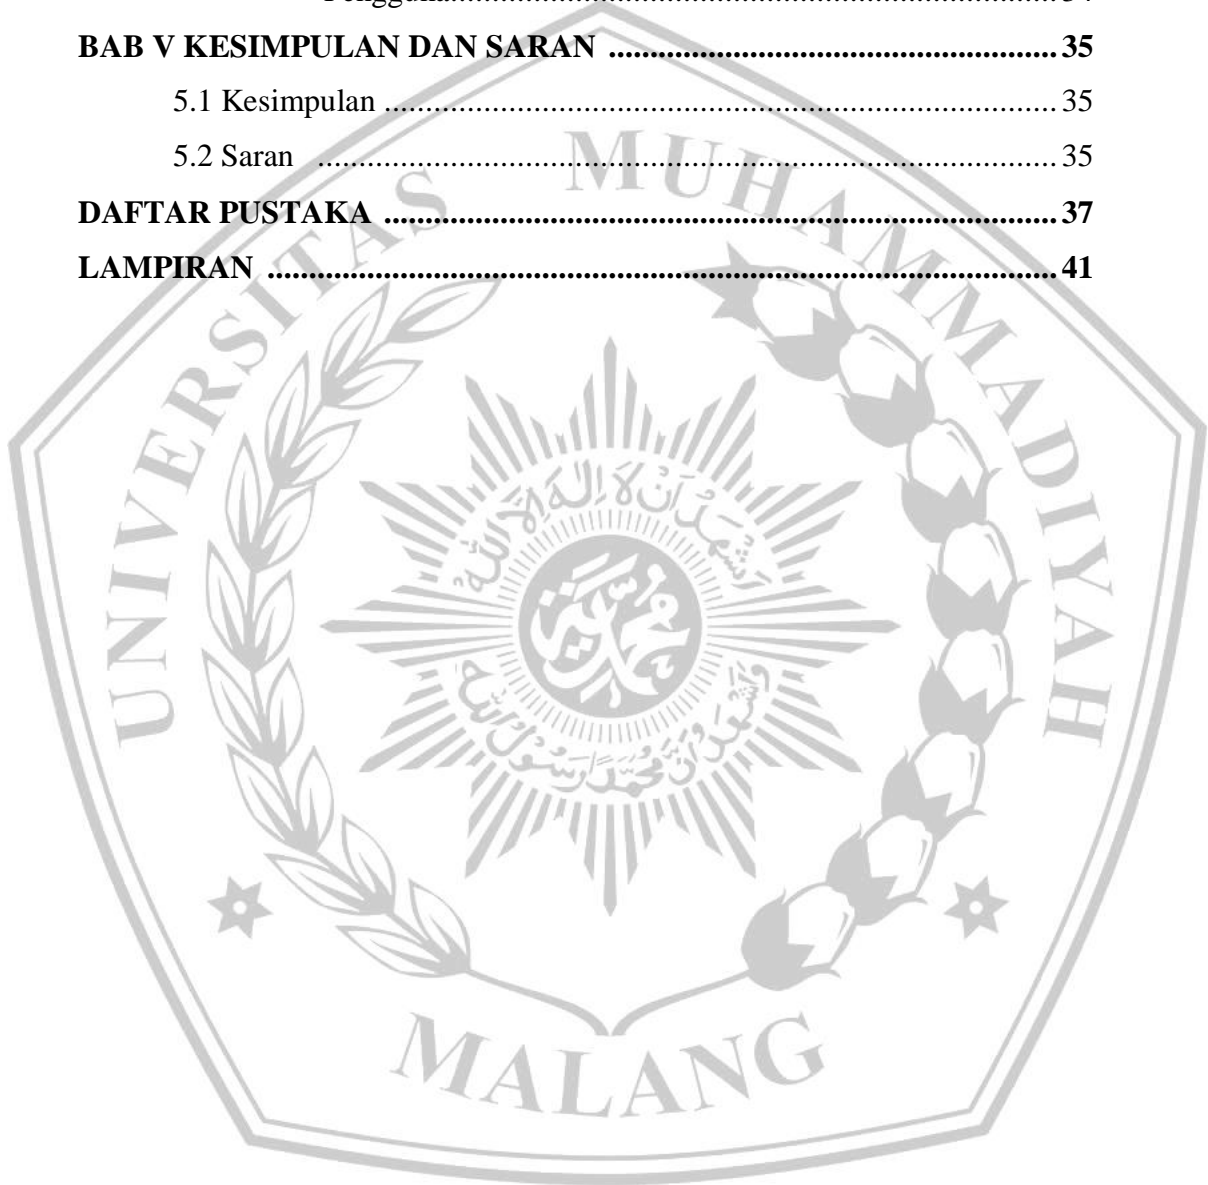 Pengguna.......................................................................... 34
BAB V KESIMPULAN DAN SARAN ....................................................... 35
5.1 Kesimpulan ................................................................................... 35
5.2 Saran ........................................................................................... 35
DAFTAR PUSTAKA .................................................................................. 37
LAMPIRAN ................................................................................................ 41
UNIVERSITAS MUHAMMADIYAH
MALANG